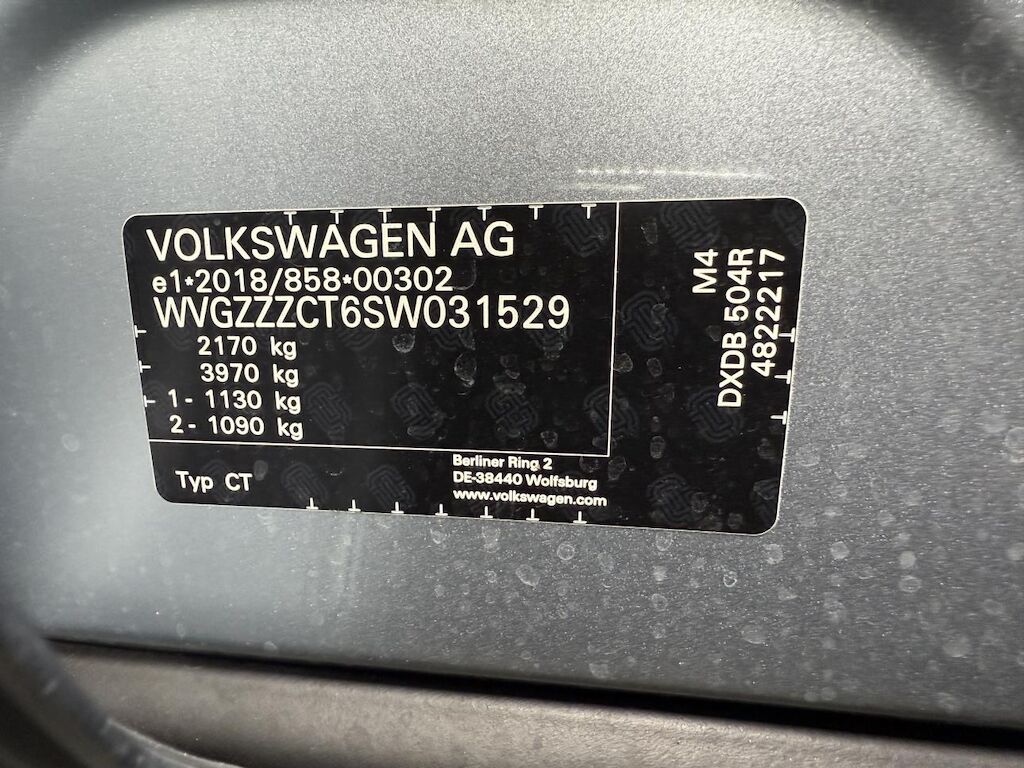 VOLKSWAGEN AG
e1*2018/858*00302
WVGZZZCT6SW031529
2170 kg
3970 kg
1- 1130 kg
2- 1090 kg
Typ CT
Berliner Ring 2
DE-38440 Wolfsburg
www.volkswagen.com
M4
DXDB 504R
4822217